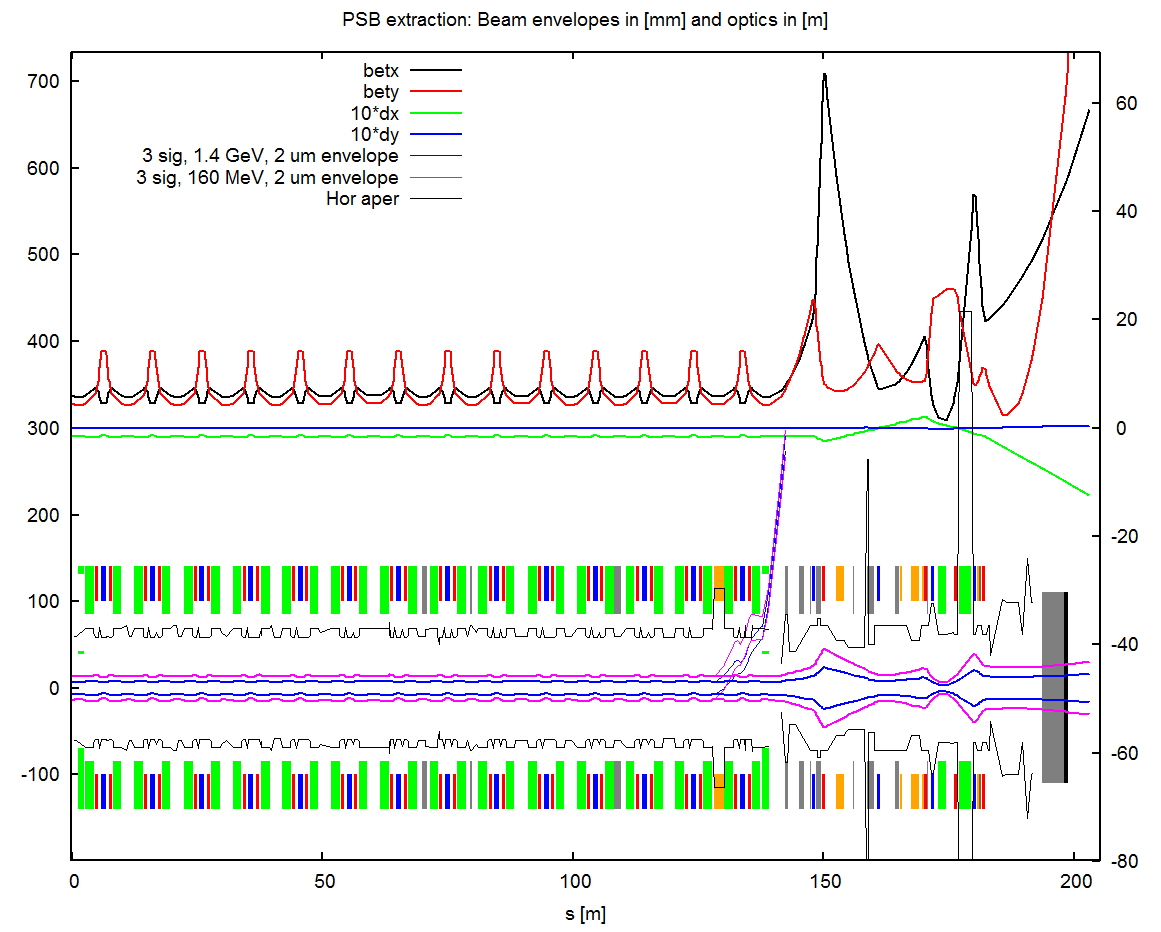 PSB extraction: Beam envelopes in [mm] and optics in [m]
betx
bety
10*dx
10*dy
3 sig, 1.4 GeV, 2 um envelope
3 sig, 160 MeV, 2 um envelope
Hor aper
700
600
500
400
300
200
100
0
-100
60
40
20
0
-20
-40
-60
-80
0 50 100 150 200
s [m]